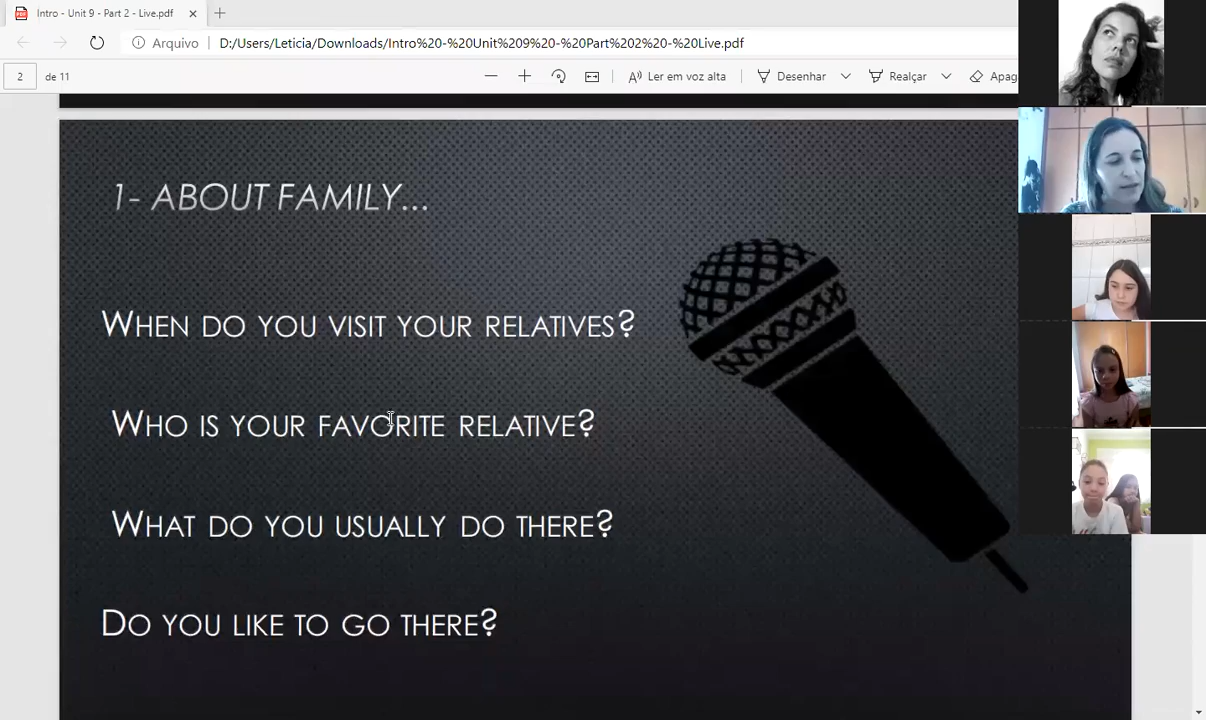 Intro - Unit 9 - Part 2 - Live.pdf
Arquivo D:/Users/Leticia/Downloads/Intro%20-%20Unit%209%20-%20Part%202%20-%20Live.pdf
2 de 11 Ler em voz alta Desenhar Realçar Apag
1- ABOUT FAMILY...
WHEN DO YOU VISIT YOUR RELATIVES?
WHO IS YOUR FAVORITE RELATIVE?
WHAT DO YOU USUALLY DO THERE?
DO YOU LIKE TO GO THERE?